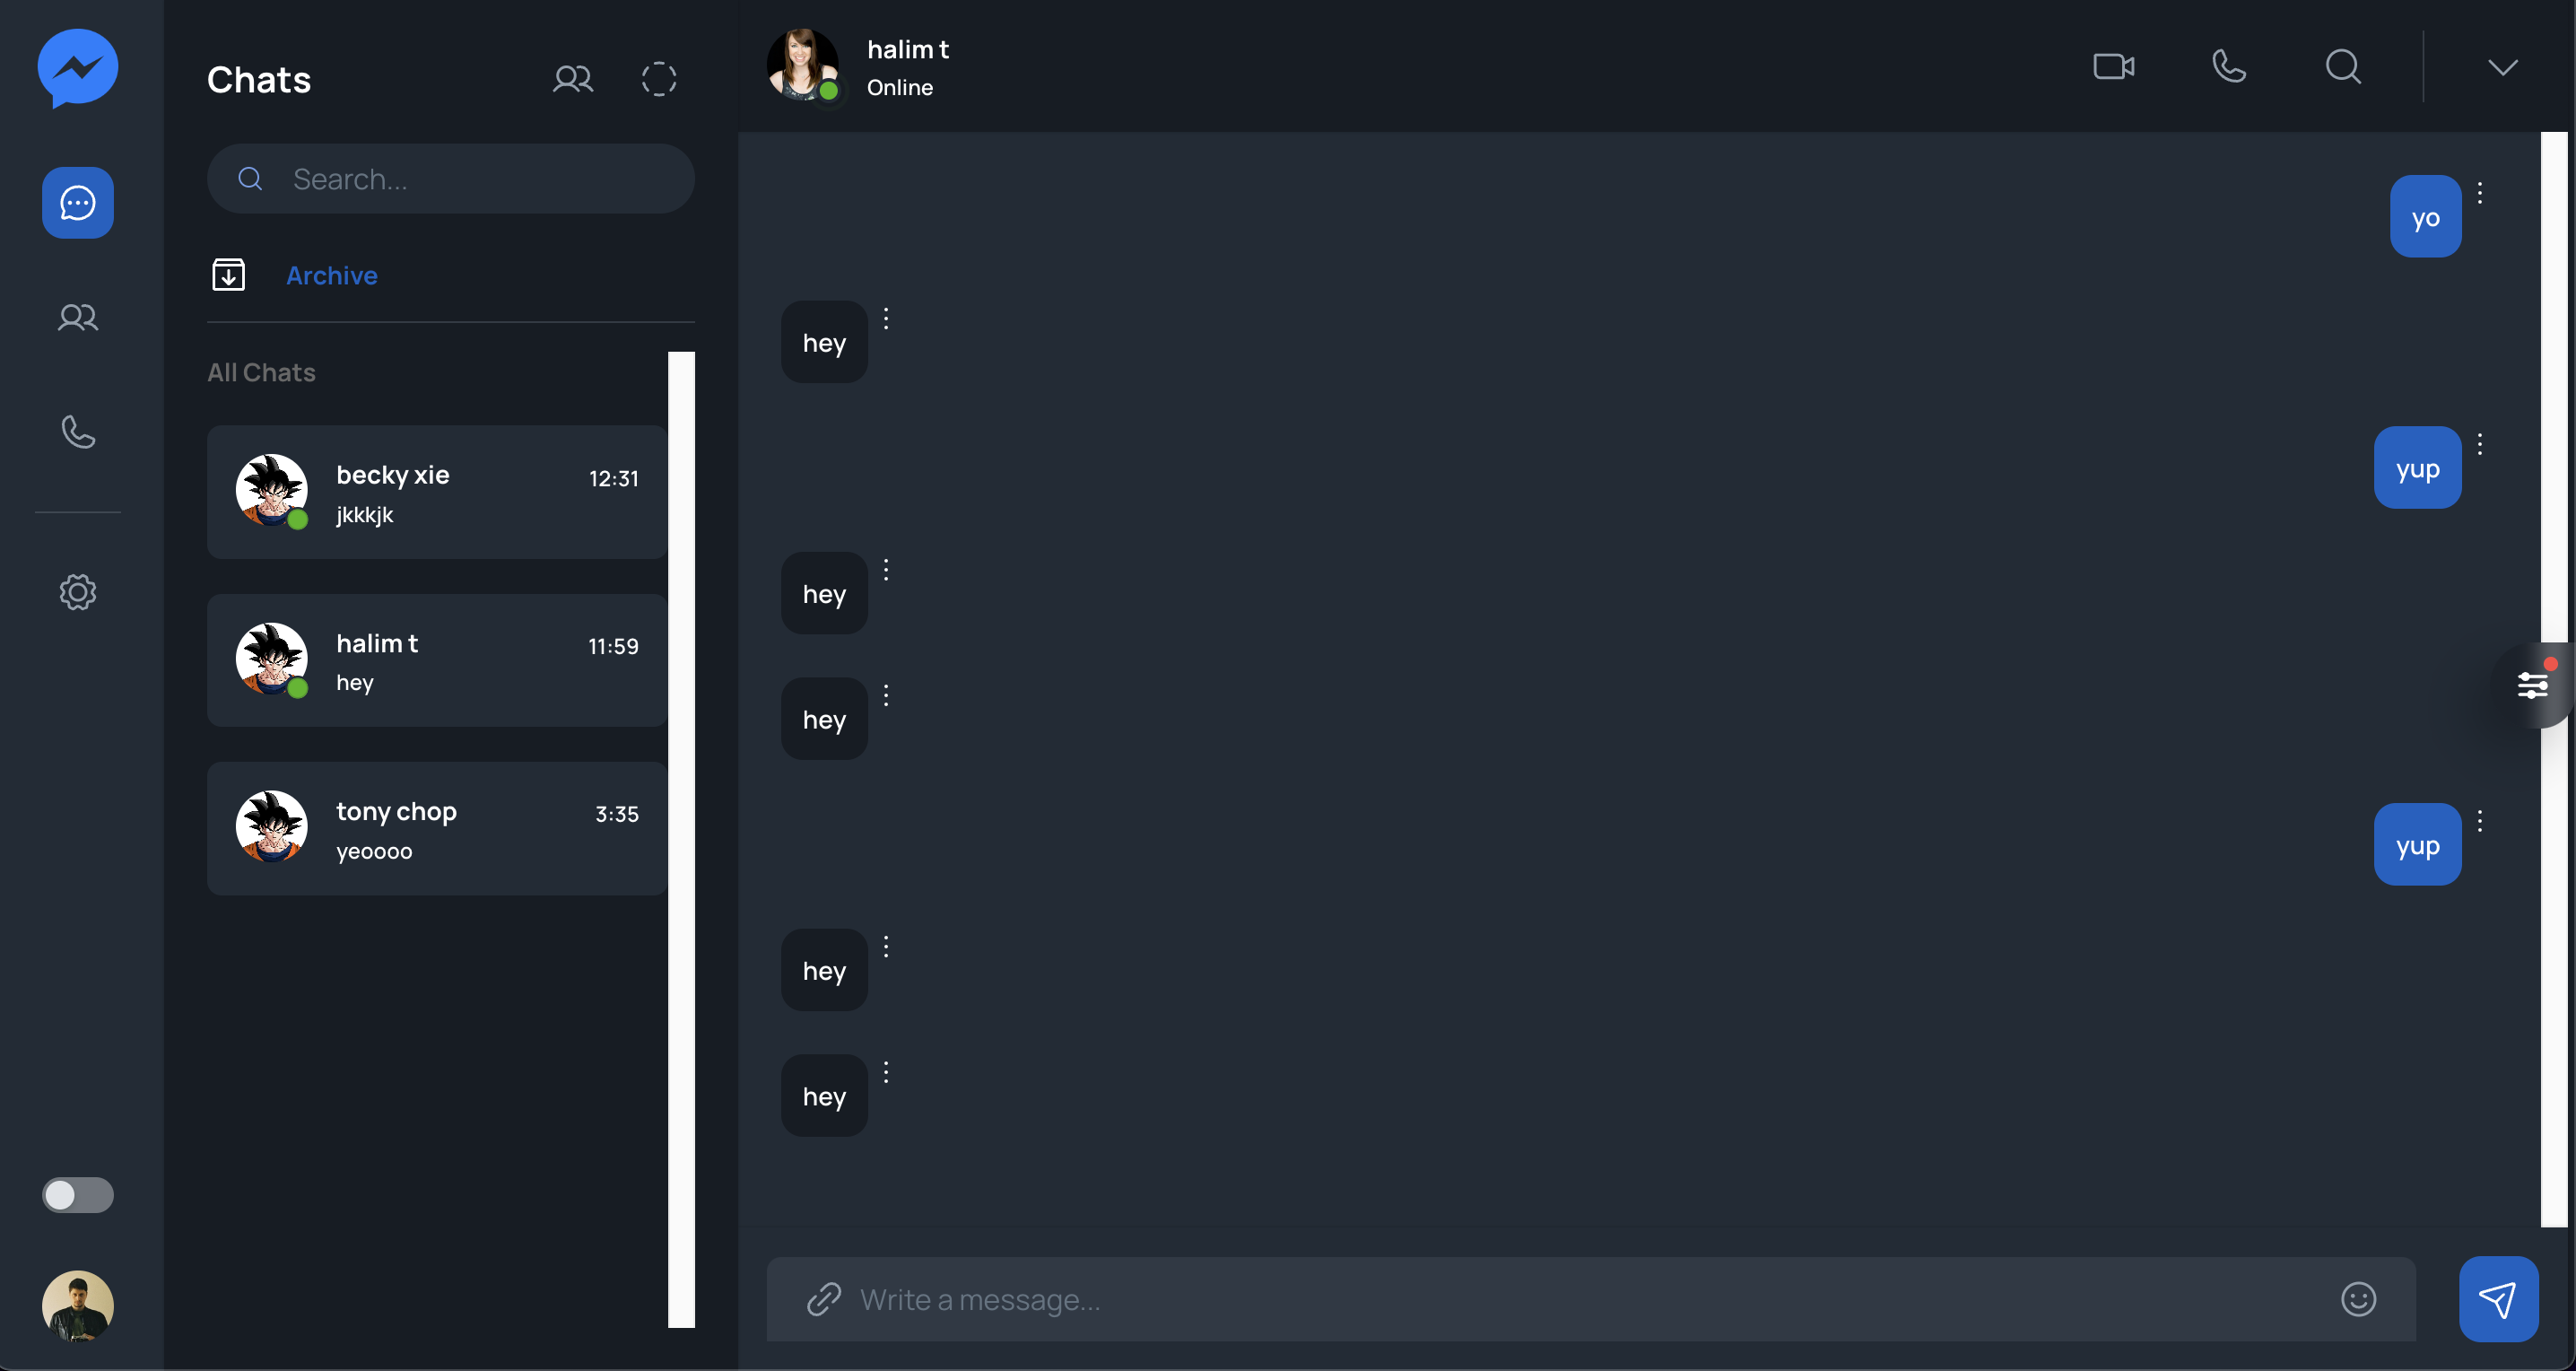 Chats
Search...
Archive
All Chats
becky xie
12:31
jkkkjk
halim t
11:59
hey
tony chop
3:35
yeoooo
halim t
Online
yo
hey
yup
hey
hey
yup
hey
hey
Write a message...